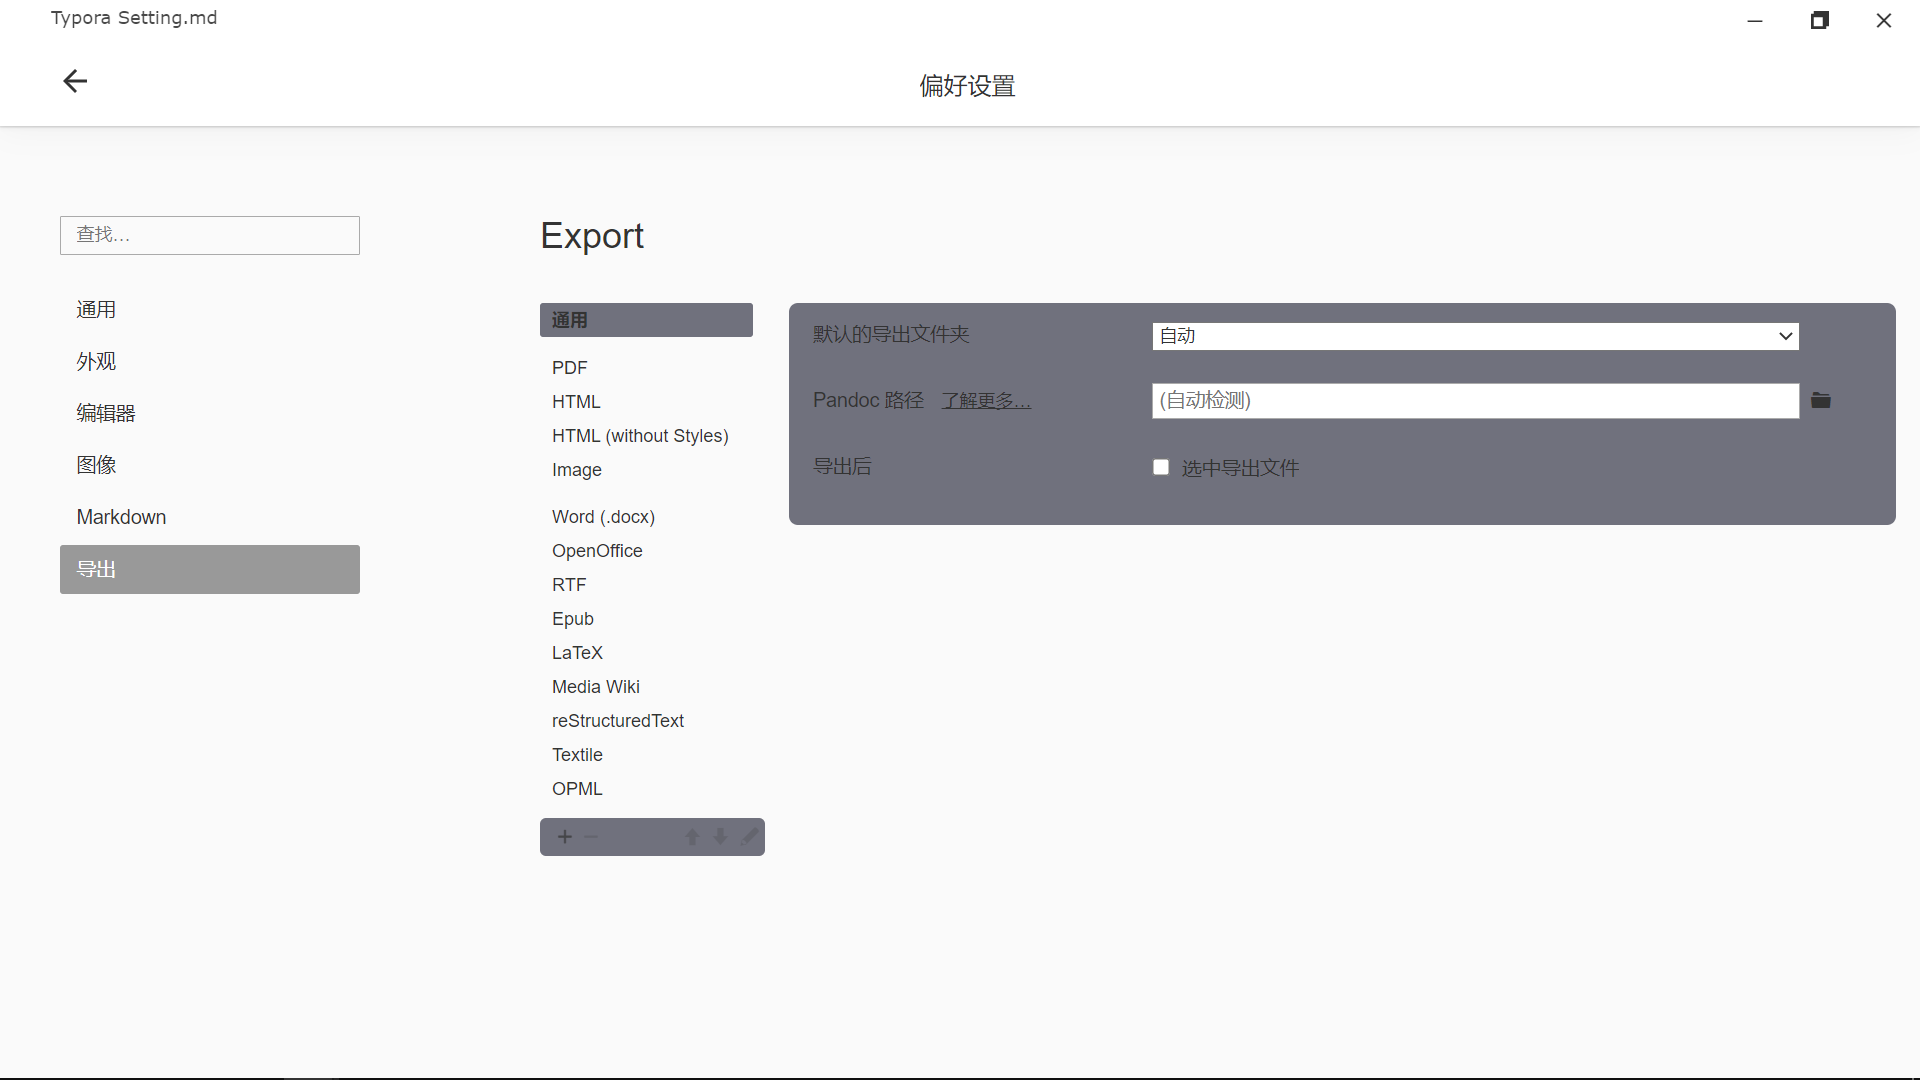 Typora Setting.md
偏好设置
查找...
通用
外观
编辑器
图像
Markdown
导出
Export
通用
PDF
HTML
HTML (without Styles)
Image
Word (.docx)
OpenOffice
RTF
Epub
LaTeX
Media Wiki
reStructuredText
Textile
OPML
默认的导出文件夹
自动
Pandoc 路径 了解更多...
(自动检测)
导出后
选中导出文件